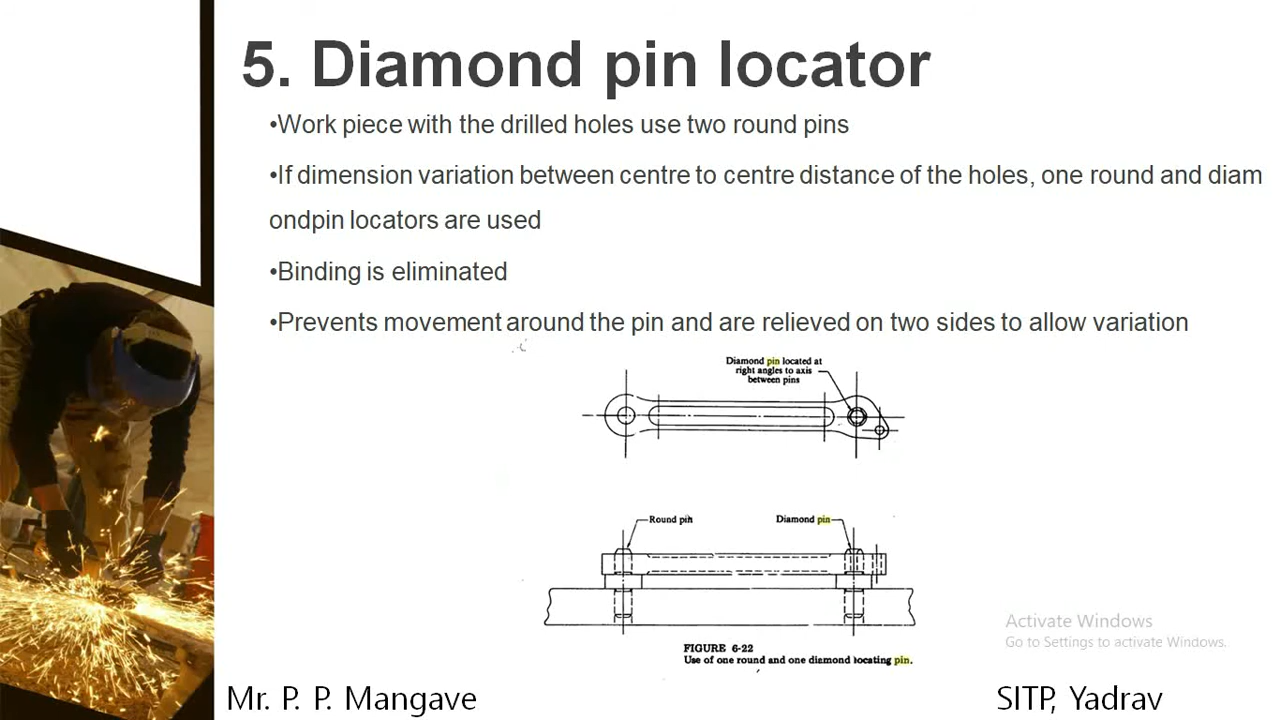 5. Diamond pin locator
•Work piece with the drilled holes use two round pins
•If dimension variation between centre to centre distance of the holes, one round and diam
ondpin locators are used
•Binding is eliminated
•Prevents movement around the pin and are relieved on two sides to allow variation
Diamond pin located at
right angles to axis
between pins
Round pin
Diamond pin
FIGURE 6-22
Use of one round and one diamond locating pin.
Activate Windows
Go to Settings to activate Windows.
Mr. P. P. Mangave
SITP, Yadrav